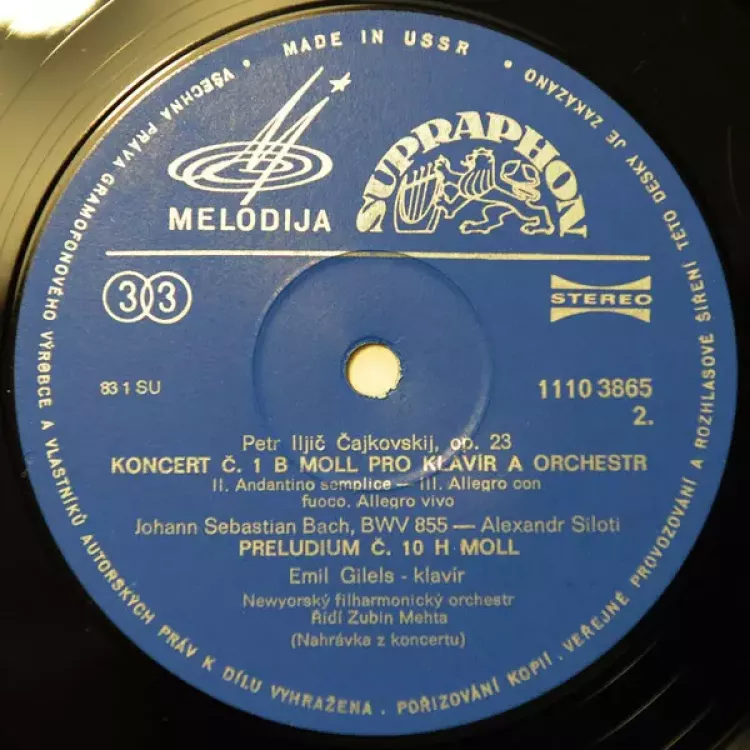 MADE IN USSR
VŠECHNA PRÁVA GRAMOFONOVÉHO VÝROBCE A VLASTNÍKŮ AUTORSKÝCH PRÁV K DÍLU VYHRAŽENA. POŘIZOVÁNÍ KOPIÍ. VEŘEJNÉ PROVOZOVÁNÍ A ROZHLASOVÉ ŠÍŘENÍ TÉTO DESKY JE ZAKÁZÁNO
MELODIJA
SUPRAPHON
33
STEREO
83 1 SU
1110 3865
2.
Petr Iljič Čajkovskij, op. 23
KONCERT Č. 1 B MOLL PRO KLAVÍR A ORCHESTR
II. Andantino semplice — III. Allegro con
fuoco. Allegro vivo
Johann Sebastian Bach, BWV 855 — Alexandr Siloti
PRELUDIUM Č. 10 H MOLL
Emil Gilels - klavír
Newyorský filharmonický orchestr
Řídí Zubin Mehta
(Nahrávka z koncertu)